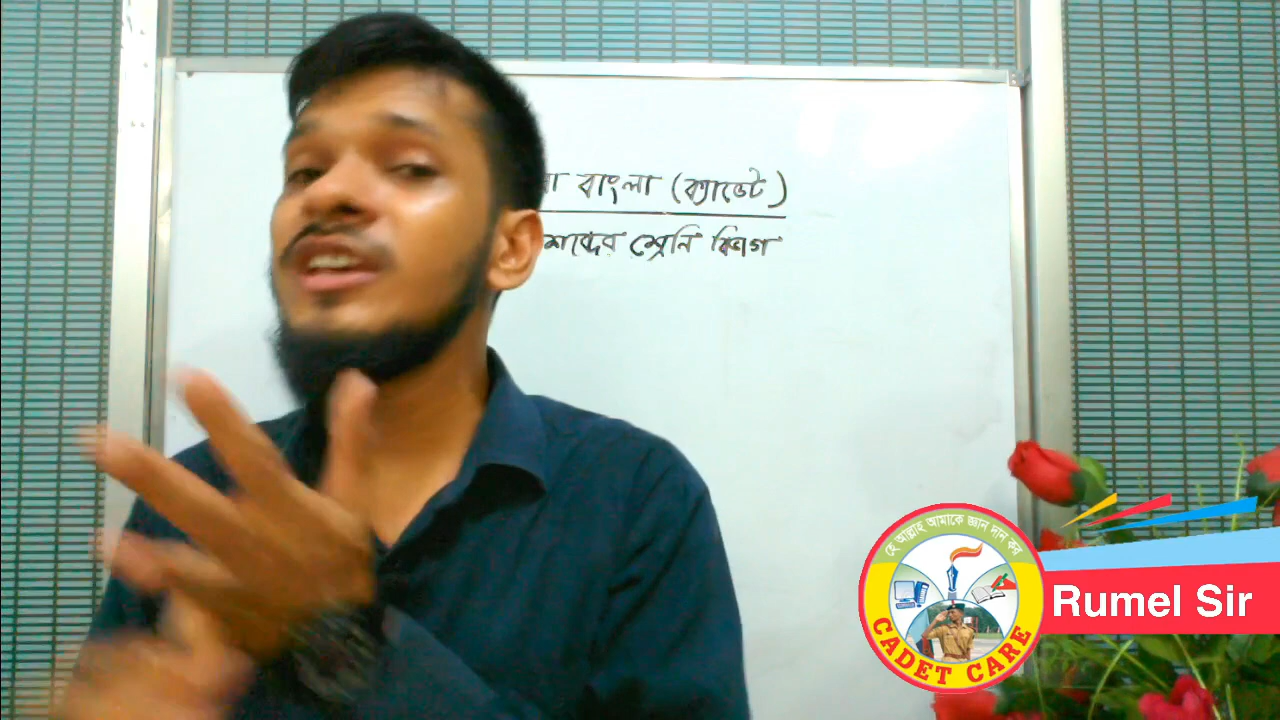 বাংলা (ক্যাডেট)
শব্দের শ্রেনি বিভাগ
হে আল্লাহ আমাকে জ্ঞান দান কর
CADET CARE
Rumel Sir